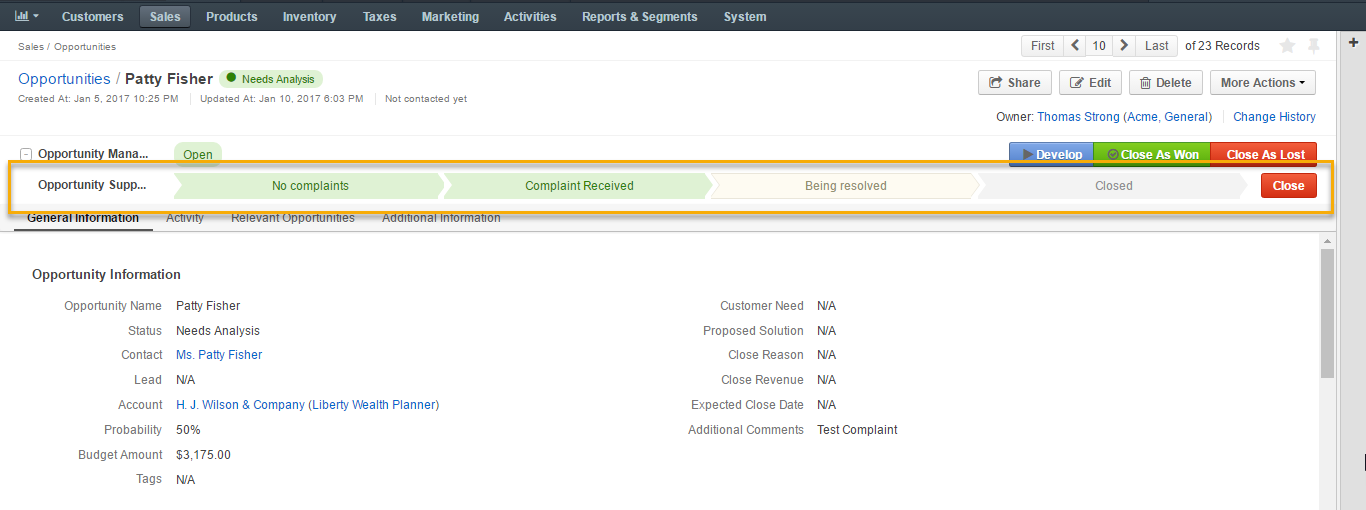 Customers Sales Products Inventory Taxes Marketing Activities Reports & Segments System
Sales / Opportunities
First 10 Last of 23 Records
Opportunities / Patty Fisher Needs Analysis
Share Edit Delete More Actions
Created At: Jan 5, 2017 10:25 PM Updated At: Jan 10, 2017 6:03 PM Not contacted yet
Owner: Thomas Strong (Acme, General) Change History
Opportunity Mana... Open Develop Close As Won Close As Lost
Opportunity Supp... No complaints Complaint Received Being resolved Closed Close
General Information Activity Relevant Opportunities Additional Information
Opportunity Information
Opportunity Name Patty Fisher Customer Need N/A
Status Needs Analysis Proposed Solution N/A
Contact Ms. Patty Fisher Close Reason N/A
Lead N/A Close Revenue N/A
Account H. J. Wilson & Company (Liberty Wealth Planner) Expected Close Date N/A
Probability 50% Additional Comments Test Complaint
Budget Amount $3,175.00
Tags N/A